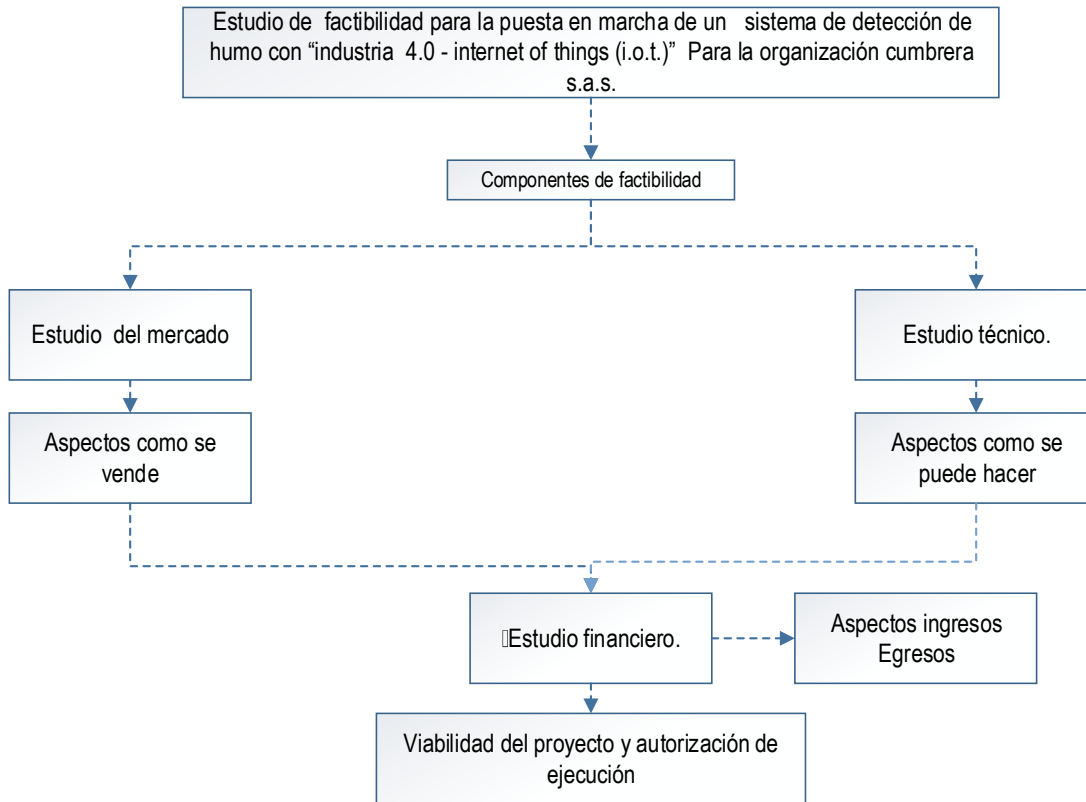 Estudio de factibilidad para la puesta en marcha de un sistema de detección de
humo con “industria 4.0 - internet of things (i.o.t.)” Para la organización cumbrera
s.a.s.
Componentes de factibilidad
Estudio del mercado
Estudio técnico.
Aspectos como se
vende
Aspectos como se
puede hacer
Estudio financiero.
Aspectos ingresos
Egresos
Viabilidad del proyecto y autorización de
ejecución